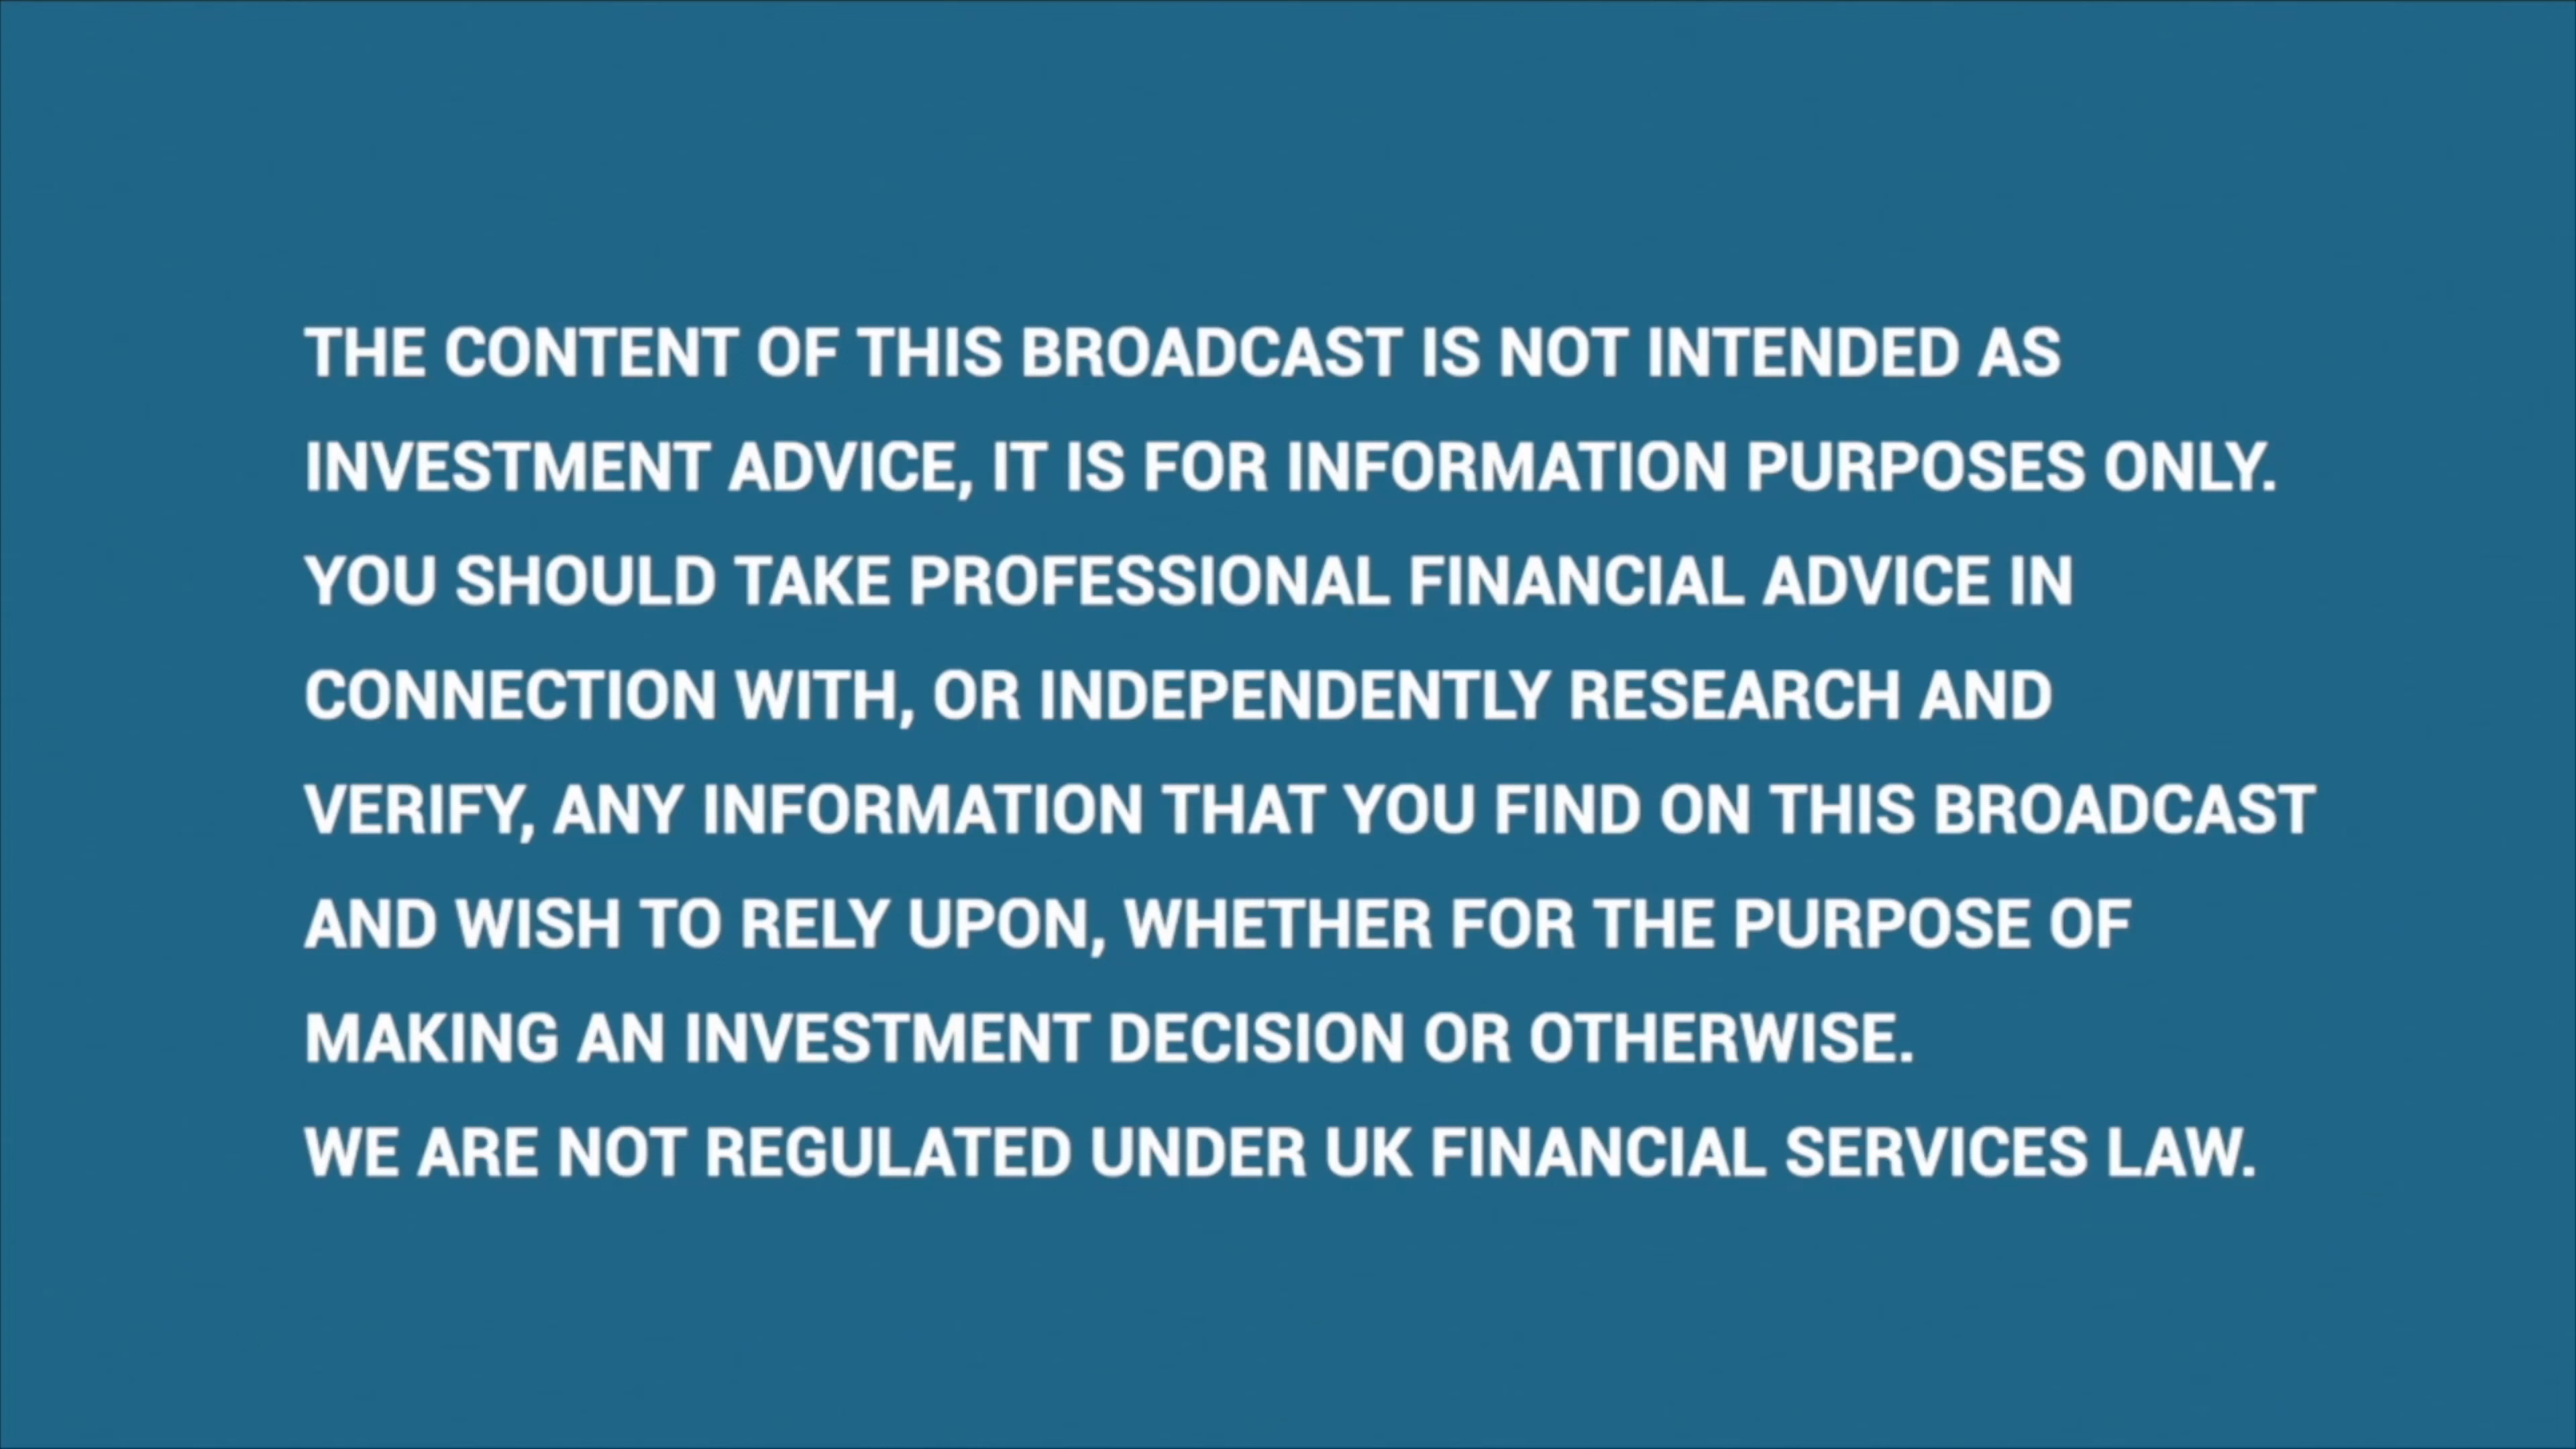 THE CONTENT OF THIS BROADCAST IS NOT INTENDED AS
INVESTMENT ADVICE, IT IS FOR INFORMATION PURPOSES ONLY.
YOU SHOULD TAKE PROFESSIONAL FINANCIAL ADVICE IN
CONNECTION WITH, OR INDEPENDENTLY RESEARCH AND
VERIFY, ANY INFORMATION THAT YOU FIND ON THIS BROADCAST
AND WISH TO RELY UPON, WHETHER FOR THE PURPOSE OF
MAKING AN INVESTMENT DECISION OR OTHERWISE.
WE ARE NOT REGULATED UNDER UK FINANCIAL SERVICES LAW.